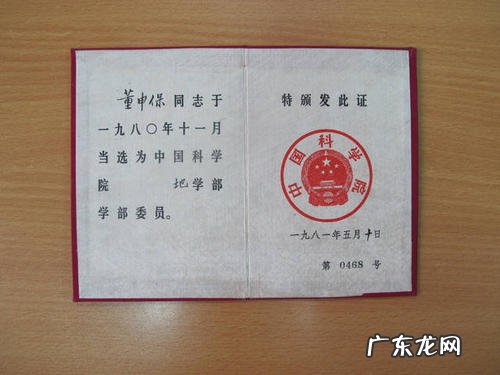 董申保同志于
一九八〇年十一月
当选为中国科学
院 地学部
学部委员。
特颁发此证
中国科学院
一九八一年五月十日
第 0468 号
广东龙网